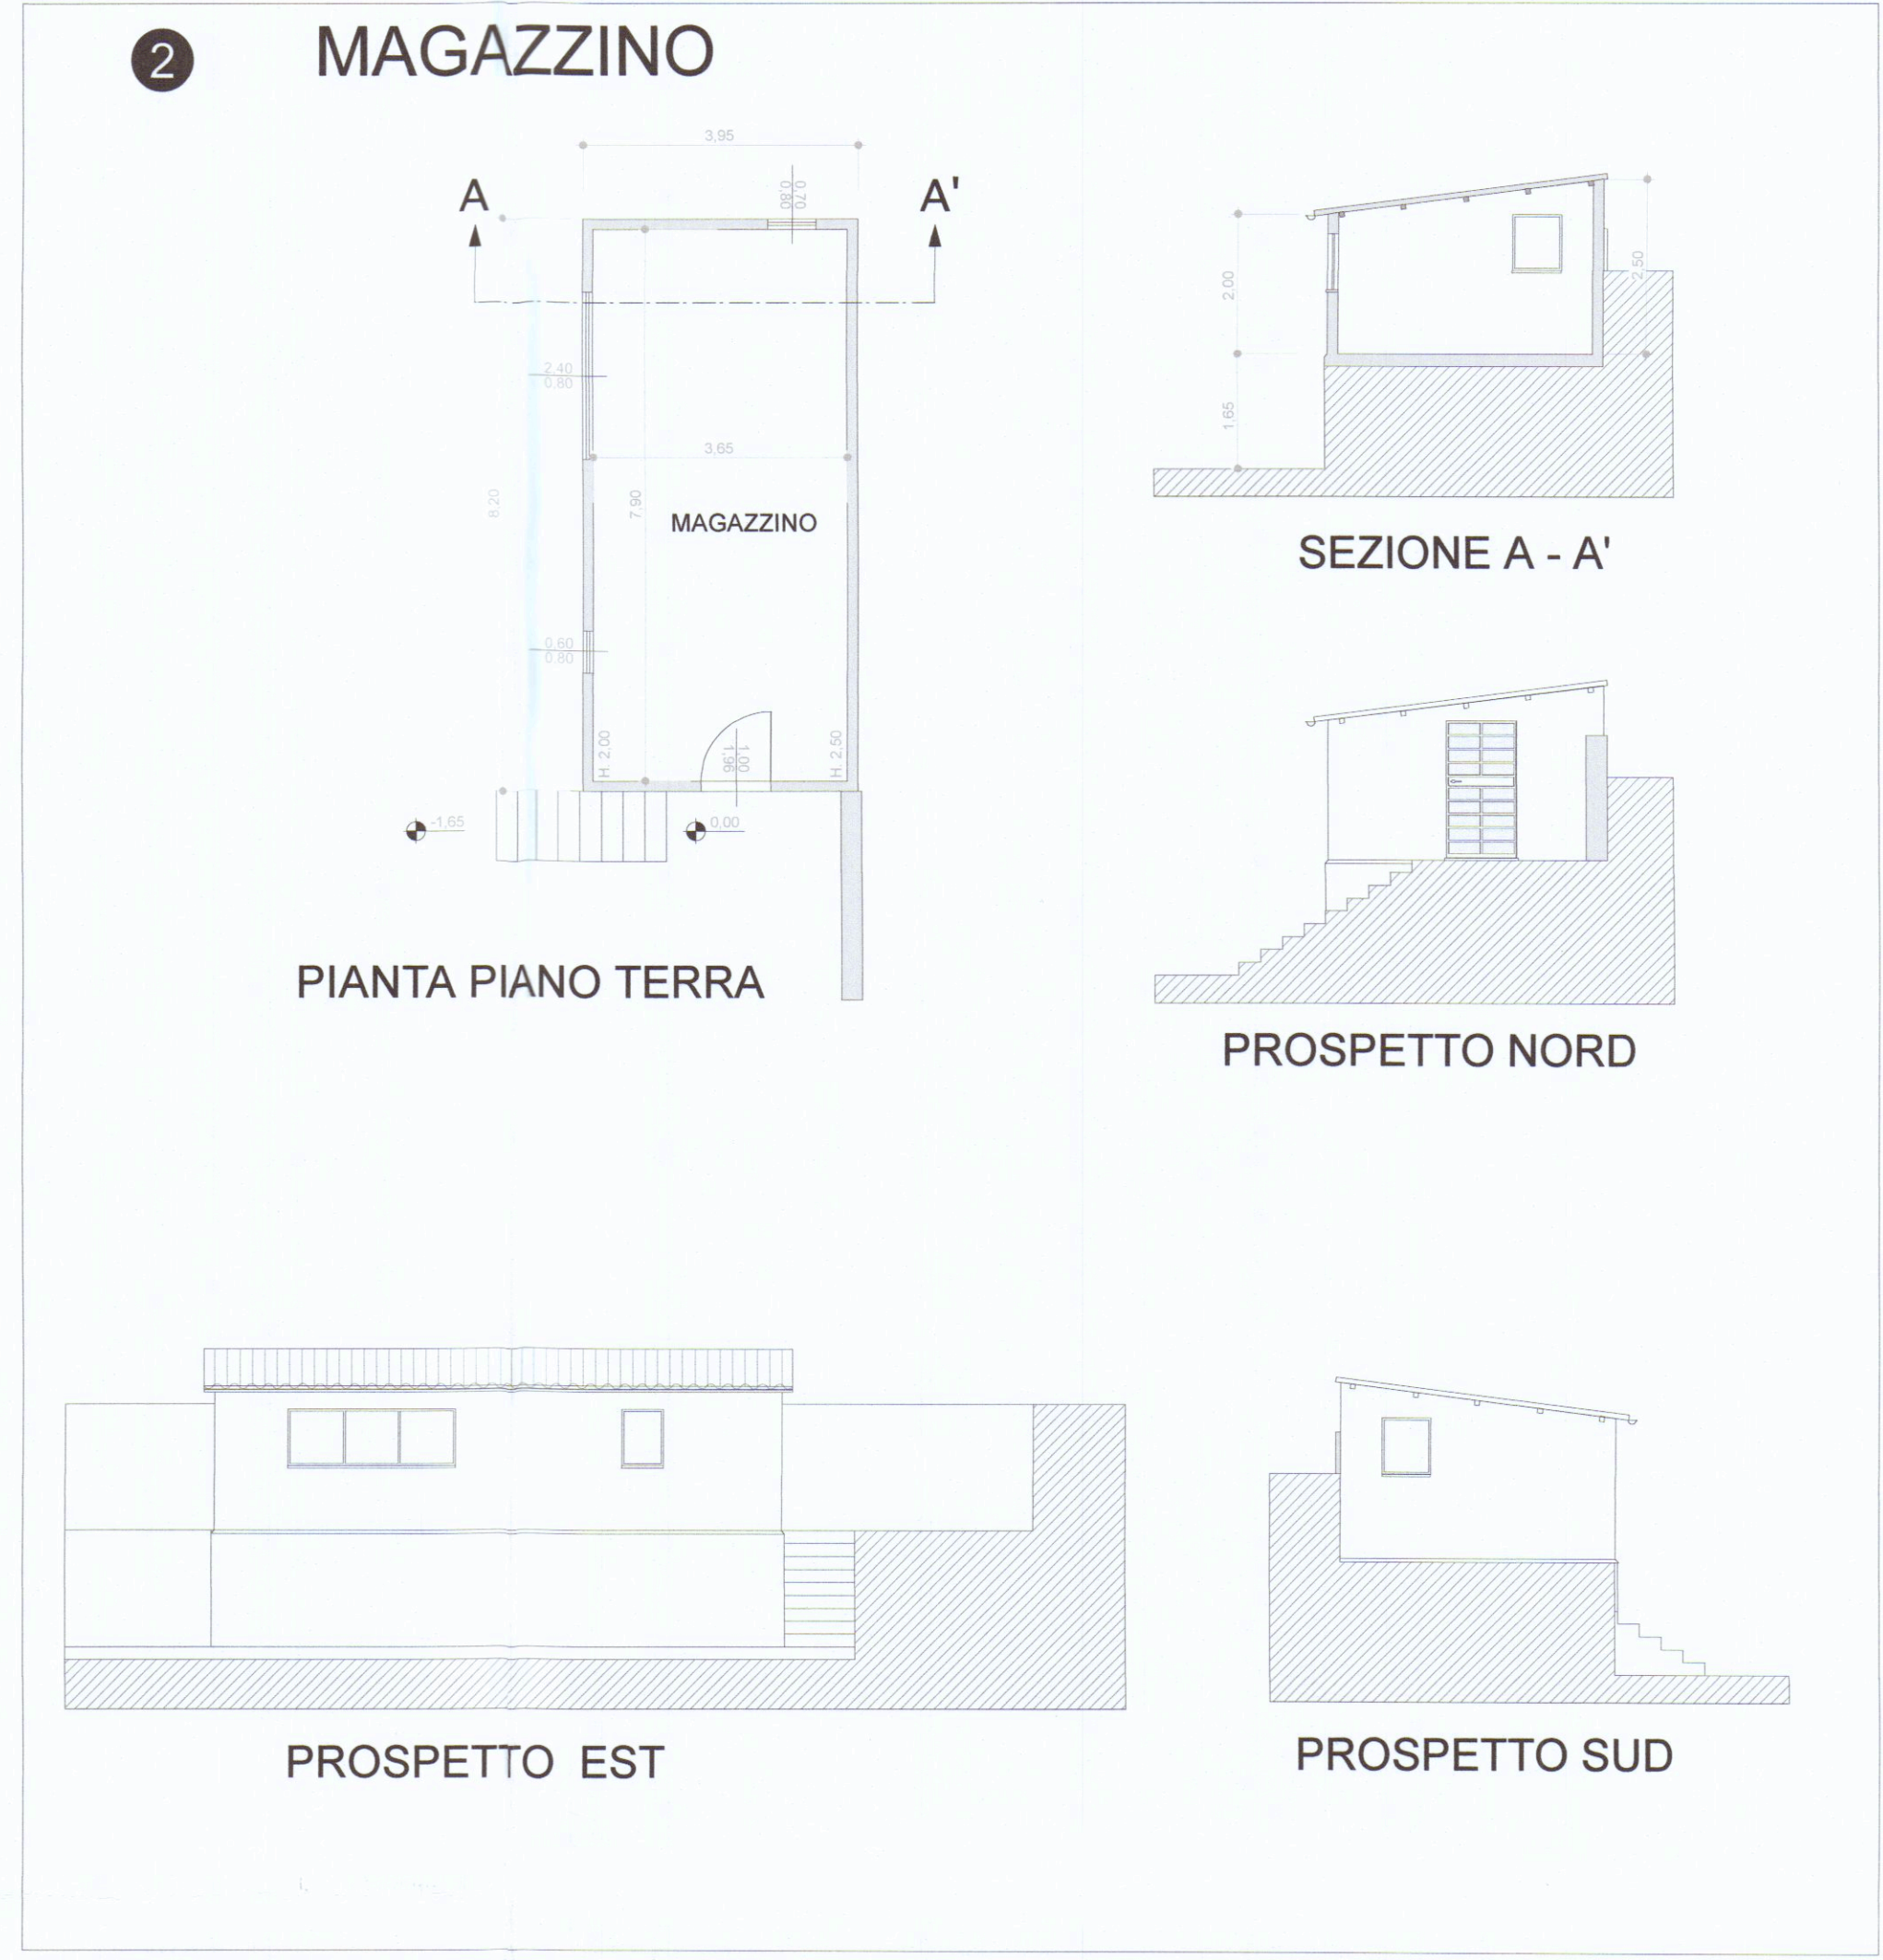 2 MAGAZZINO
3,95
A A'
0,70
0,80
2,40
0,80
3,65
8,20
7,90
MAGAZZINO
0,60
0,80
H. 2,00
1,00
1,96
H. 2,50
-1,65
0,00
PIANTA PIANO TERRA
2,00
2,50
1,65
SEZIONE A - A'
PROSPETTO NORD
PROSPETTO EST
PROSPETTO SUD